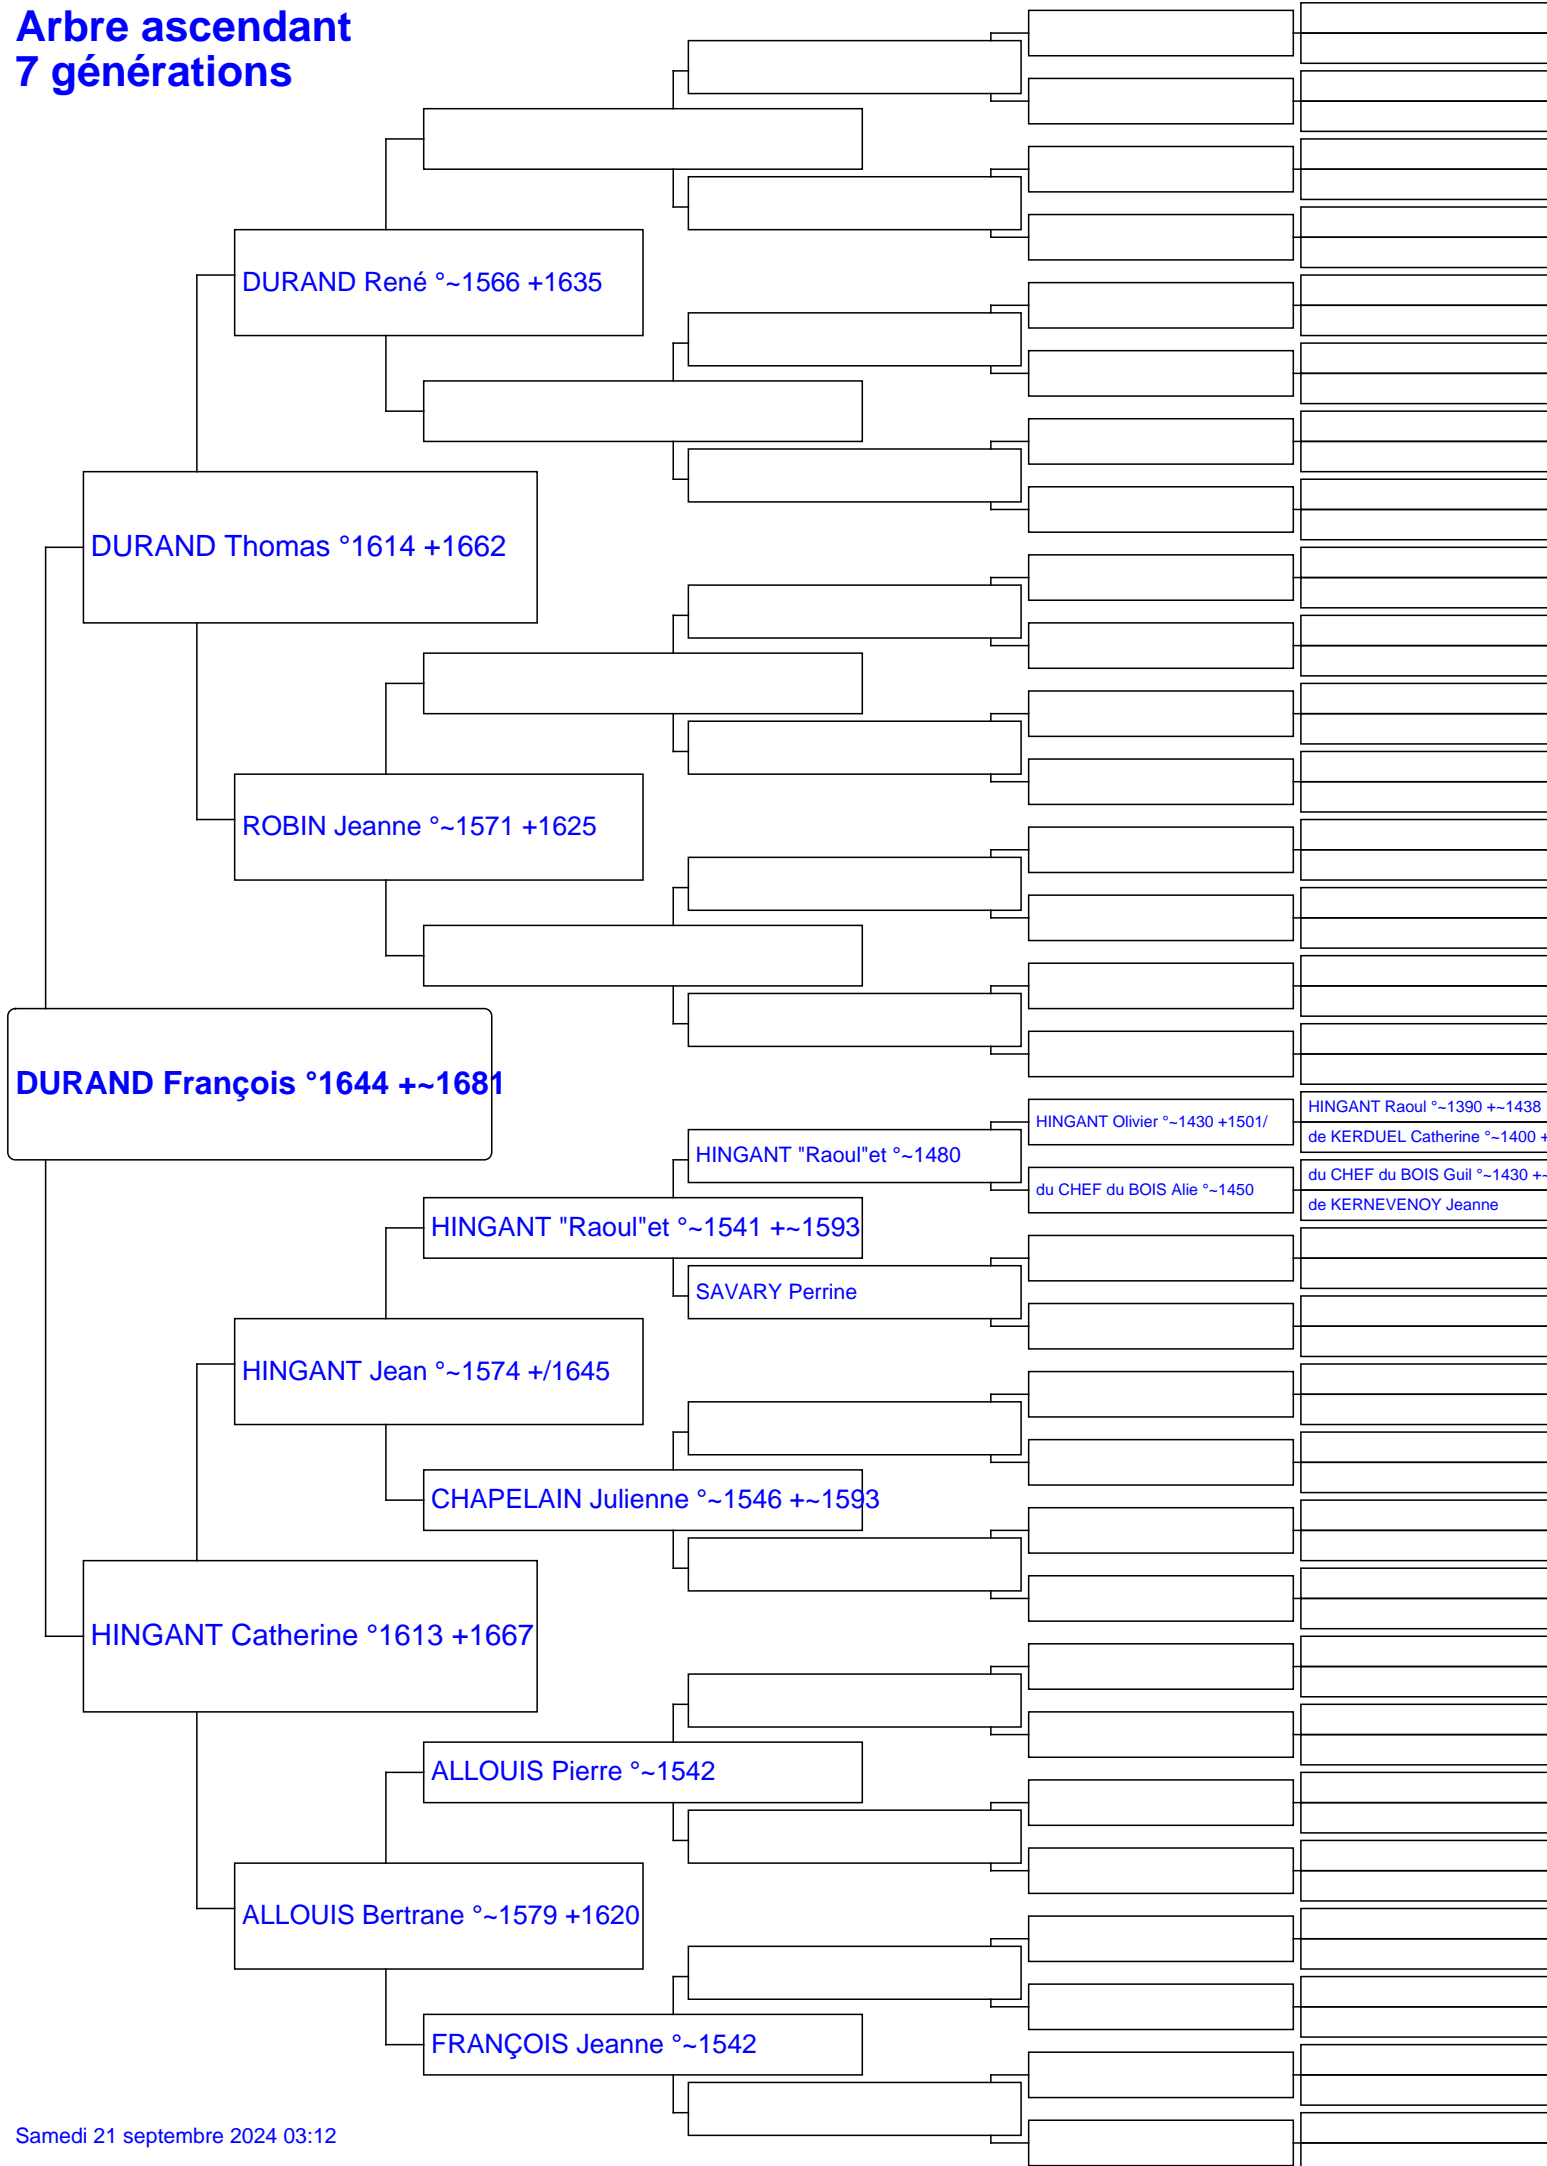 Arbre ascendant
7 générations
DURAND René °~1566 +1635
DURAND Thomas °1614 +1662
ROBIN Jeanne °~1571 +1625
DURAND François °1644 +~1681
HINGANT Olivier °~1430 +1501/
HINGANT Raoul °~1390 +~1438
de KERDUEL Catherine °~1400 +
HINGANT "Raoul"et °~1480
du CHEF du BOIS Alie °~1450
du CHEF du BOIS Guil °~1430 +~
de KERNEVENOY Jeanne
HINGANT "Raoul"et °~1541 +~1593
SAVARY Perrine
HINGANT Jean °~1574 +/1645
CHAPELAIN Julienne °~1546 +~1593
HINGANT Catherine °1613 +1667
ALLOUIS Pierre °~1542
ALLOUIS Bertrane °~1579 +1620
FRANÇOIS Jeanne °~1542
Samedi 21 septembre 2024 03:12